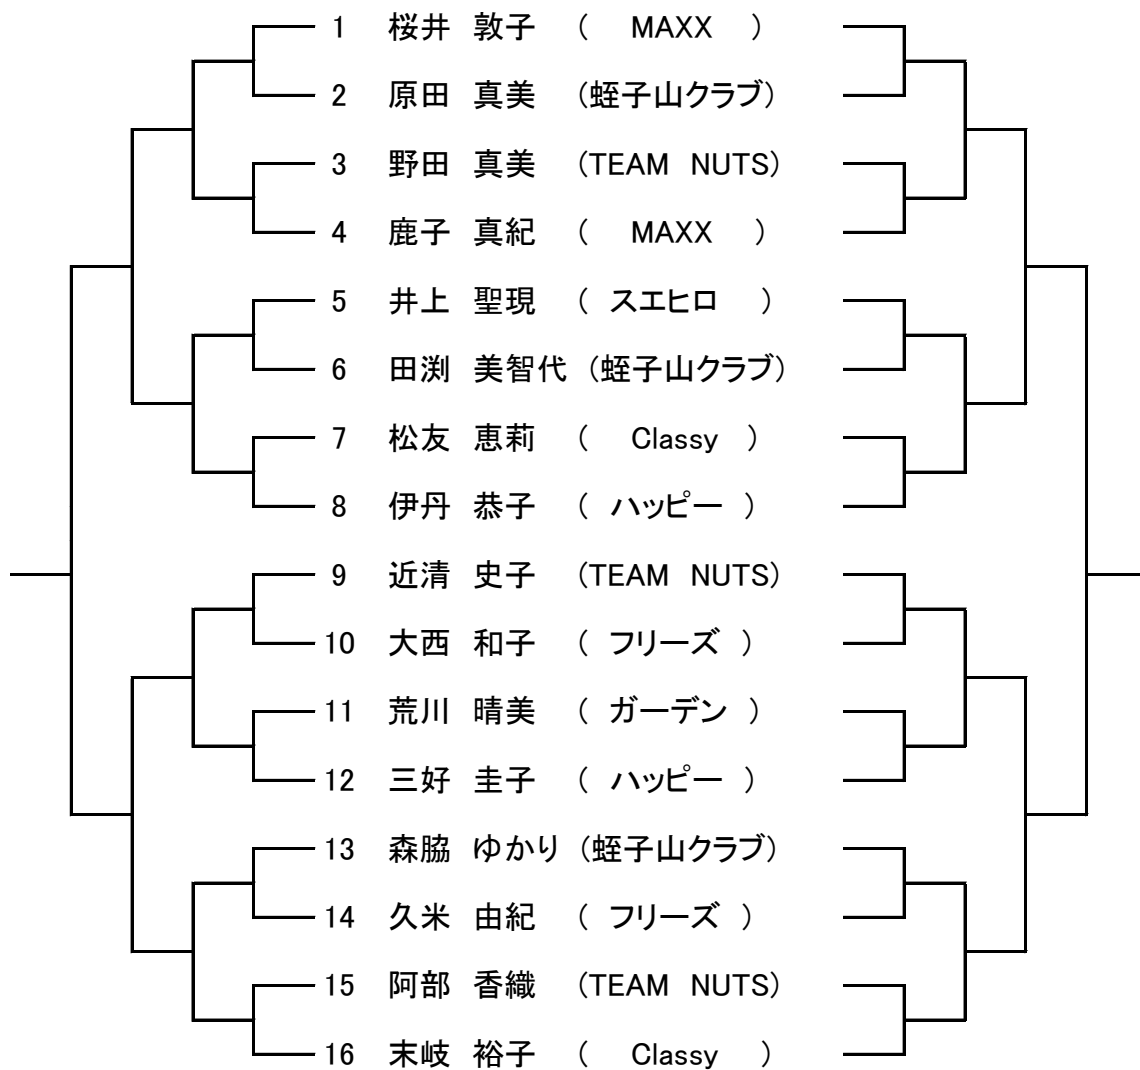 1 桜井 敦子 ( MAXX )
2 原田 真美 (蛭子山クラブ)
3 野田 真美 (TEAM NUTS)
4 鹿子 真紀 ( MAXX )
5 井上 聖現 ( スエヒロ )
6 田渕 美智代 (蛭子山クラブ)
7 松友 恵莉 ( Classy )
8 伊丹 恭子 ( ハッピー )
9 近清 史子 (TEAM NUTS)
10 大西 和子 ( フリーズ )
11 荒川 晴美 ( ガーデン )
12 三好 圭子 ( ハッピー )
13 森脇 ゆかり (蛭子山クラブ)
14 久米 由紀 ( フリーズ )
15 阿部 香織 (TEAM NUTS)
16 末岐 裕子 ( Classy )